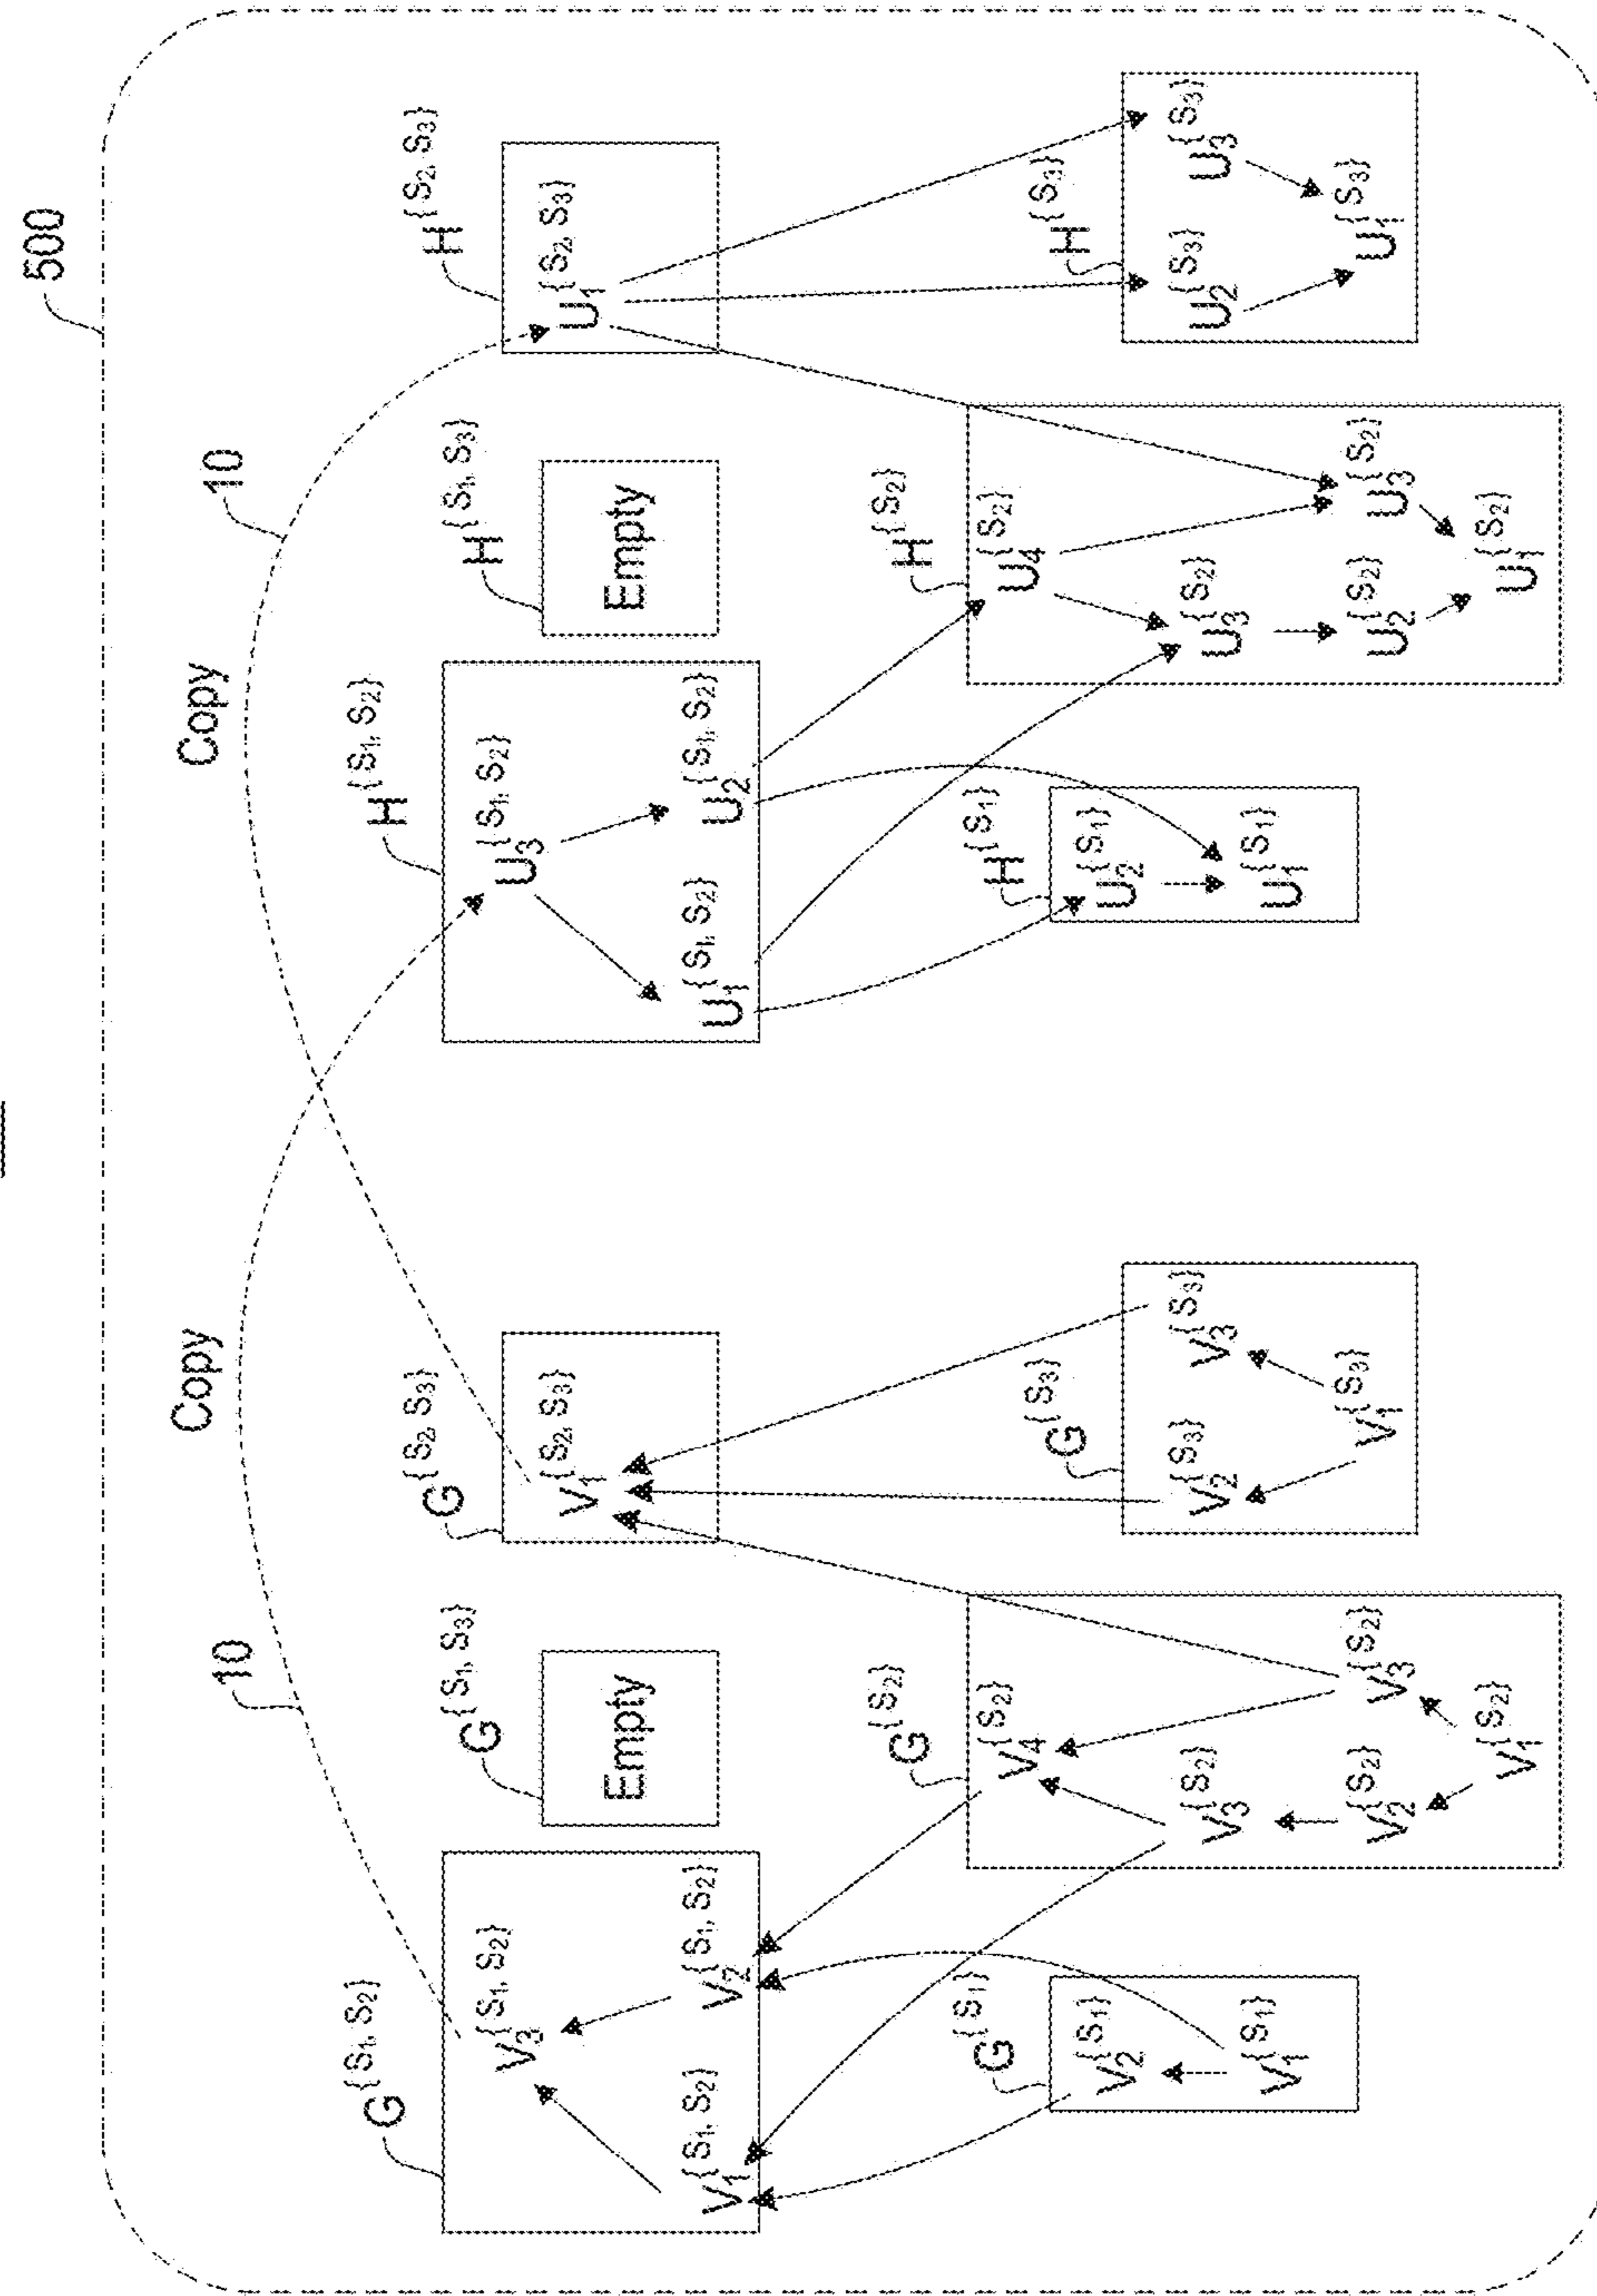 500
Copy
Copy
10
10
G{S1, S2}
V3{S1, S2}
V1{S1, S2}
V2{S1, S2}
G{S1, S3}
Empty
G{S2, S3}
V1{S2, S3}
G{S1}
V2{S1}
V1{S1}
G{S2}
V4{S2}
V3{S2}
V2{S2}
V3{S2}
V1{S2}
G{S3}
V2{S3}
V3{S3}
V1{S3}
H{S1, S2}
U3{S1, S2}
U1{S1, S2}
U2{S1, S2}
H{S1, S3}
Empty
H{S2, S3}
U1{S2, S3}
H{S1}
U2{S1}
U1{S1}
H{S2}
U4{S2}
U3{S2}
U2{S2}
U3{S2}
U1{S2}
H{S3}
U2{S3}
U3{S3}
U1{S3}